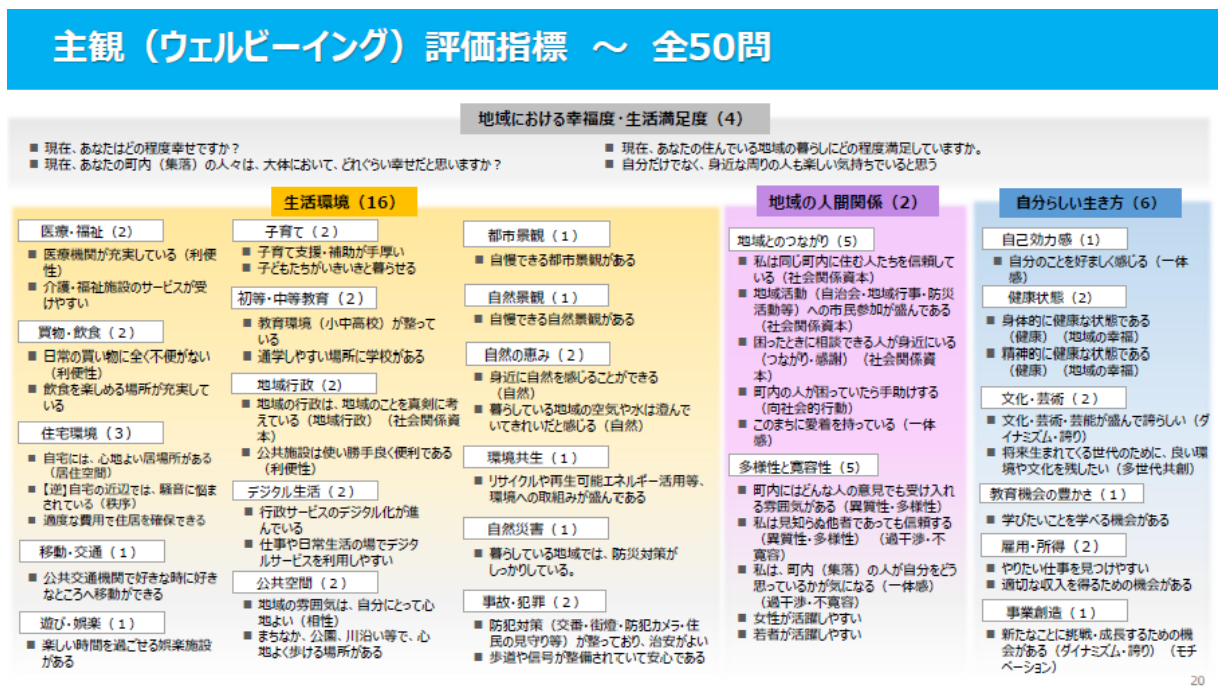 主観（ウェルビーイング）評価指標 ～ 全50問
地域における幸福度・生活満足度（4）
■ 現在、あなたはどの程度幸せですか？
■ 現在、あなたの町内（集落）の人々は、大体において、どれぐらい幸せだと思いますか？
■ 現在、あなたの住んでいる地域の暮らしにどの程度満足していますか。
■ 自分だけでなく、身近な周りの人も楽しい気持ちでいると思う
生活環境（16）
医療・福祉（2）
■ 医療機関が充実している（利便
性）
■ 介護・福祉施設のサービスが受
けやすい
買物・飲食（2）
■ 日常の買い物に全く不便がない
（利便性）
■ 飲食を楽しめる場所が充実して
いる
住宅環境（3）
■ 自宅には、心地よい居場所がある
（居住空間）
■ 【逆】自宅の近辺では、騒音に悩ま
されている（秩序）
■ 適度な費用で住居を確保できる
移動・交通（1）
■ 公共交通機関で好きな時に好き
なところへ移動ができる
遊び・娯楽（1）
■ 楽しい時間を過ごせる娯楽施設
がある
子育て（2）
■ 子育て支援・補助が手厚い
■ 子どもたちがいきいきと暮らせる
初等・中等教育（2）
■ 教育環境（小中高校）が整って
いる
■ 通学しやすい場所に学校がある
地域行政（2）
■ 地域の行政は、地域のことを真剣に考
えている（地域行政）（社会関係資
本）
■ 公共施設は使い勝手良く便利である
（利便性）
デジタル生活（2）
■ 行政サービスのデジタル化が進
んでいる
■ 仕事や日常生活の場でデジタ
ルサービスを利用しやすい
公共空間（2）
■ 地域の雰囲気は、自分にとって心
地よい（相性）
■ まちなか、公園、川沿い等で、心
地よく歩ける場所がある
都市景観（1）
■ 自慢できる都市景観がある
自然景観（1）
■ 自慢できる自然景観がある
自然の恵み（2）
■ 身近に自然を感じることができる
（自然）
■ 暮らしている地域の空気や水は澄んで
いてきれいだと感じる（自然）
環境共生（1）
■ リサイクルや再生可能エネルギー活用等、
環境への取組みが盛んである
自然災害（1）
■ 暮らしている地域では、防災対策が
しっかりしている。
事故・犯罪（2）
■ 防犯対策（交番・街燈・防犯カメラ・住
民の見守り等）が整っており、治安がよい
■ 歩道や信号が整備されていて安心である
地域の人間関係（2）
地域とのつながり（5）
■ 私は同じ町内に住む人たちを信頼して
いる（社会関係資本）
■ 地域活動（自治会・地域行事・防災
活動等）への市民参加が盛んである
（社会関係資本）
■ 困ったときに相談できる人が身近にいる
（つながり・感謝）（社会関係資
本）
■ 町内の人が困っていたら手助けする
（向社会的行動）
■ このまちに愛着を持っている（一体
感）
多様性と寛容性（5）
■ 町内にはどんな人の意見でも受け入れ
る雰囲気がある（異質性・多様性）
■ 私は見知らぬ他者であっても信頼する
（異質性・多様性）（過干渉・不
寛容）
■ 私は、町内（集落）の人が自分をどう
思っているかが気になる（一体感）
（過干渉・不寛容）
■ 女性が活躍しやすい
■ 若者が活躍しやすい
自分らしい生き方（6）
自己効力感（1）
■ 自分のことを好ましく感じる（一体
感）
健康状態（2）
■ 身体的に健康な状態である
（健康）（地域の幸福）
■ 精神的に健康な状態である
（健康）（地域の幸福）
文化・芸術（2）
■ 文化・芸術・芸能が盛んで誇らしい（ダ
イナミズム・誇り）
■ 将来生まれてくる世代のために、良い環
境や文化を残したい（多世代共創）
教育機会の豊かさ（1）
■ 学びたいことを学べる機会がある
雇用・所得（2）
■ やりたい仕事を見つけやすい
■ 適切な収入を得るための機会がある
事業創造（1）
■ 新たなことに挑戦・成長するための機
会がある（ダイナミズム・誇り）（モチ
ベーション）
20